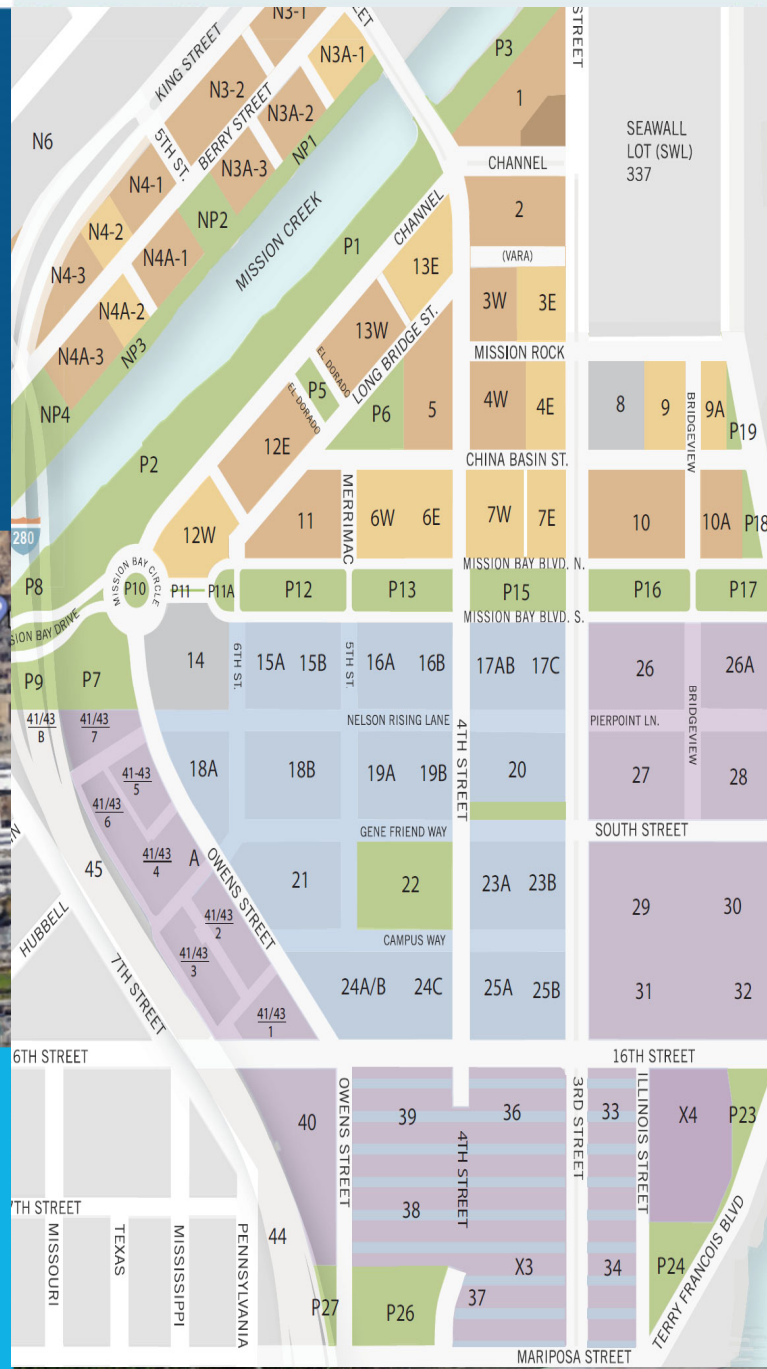 N3-1
EET
STREET
KING STREET
N3A-1
P3
N3-2
1
N6
BERRY STREET
5TH ST.
N3A-2
NP1
SEAWALL
LOT (SWL)
337
N3A-3
CHANNEL
N4-1
NP2
MISSION CREEK
CHANNEL
2
N4-2
N4A-1
P1
(VARA)
13E
N4-3
N4A-2
NP3
13W
LONG BRIDGE ST.
3W
3E
N4A-3
MISSION ROCK
EL DORADO
P5
EL DORADO
NP4
P6
5
4W
4E
8
9
BRIDGEVIEW
9A
P19
12E
P2
CHINA BASIN ST.
MERRIMAC
12W
11
6W
6E
7W
7E
10
10A
P18
280
MISSION BAY BLVD. N.
MISSION BAY CIRCLE
P8
P10
P11
P11A
P12
P13
P15
P16
P17
MISSION BAY BLVD. S.
SION BAY DRIVE
14
6TH ST.
15A
15B
5TH ST.
16A
16B
17AB
17C
26
26A
P9
P7
41/43
8
41/43
7
NELSON RISING LANE
4TH STREET
PIERPOINT LN.
BRIDGEVIEW
41-43
5
18A
18B
19A
19B
20
27
28
41/43
6
GENE FRIEND WAY
SOUTH STREET
41/43
4
A
OWENS STREET
45
21
22
23A
23B
29
30
HUBBELL
41/43
2
CAMPUS WAY
41/43
3
7TH STREET
24A/B
24C
25A
25B
31
32
41/43
1
6TH STREET
16TH STREET
OWENS STREET
40
39
4TH STREET
36
3RD STREET
33
ILLINOIS STREET
X4
P23
7TH STREET
38
MISSOURI
TEXAS
MISSISSIPPI
PENNSYLVANIA
44
X3
34
P24
TERRY FRANCOIS BLVD
P27
P26
37
MARIPOSA STREET